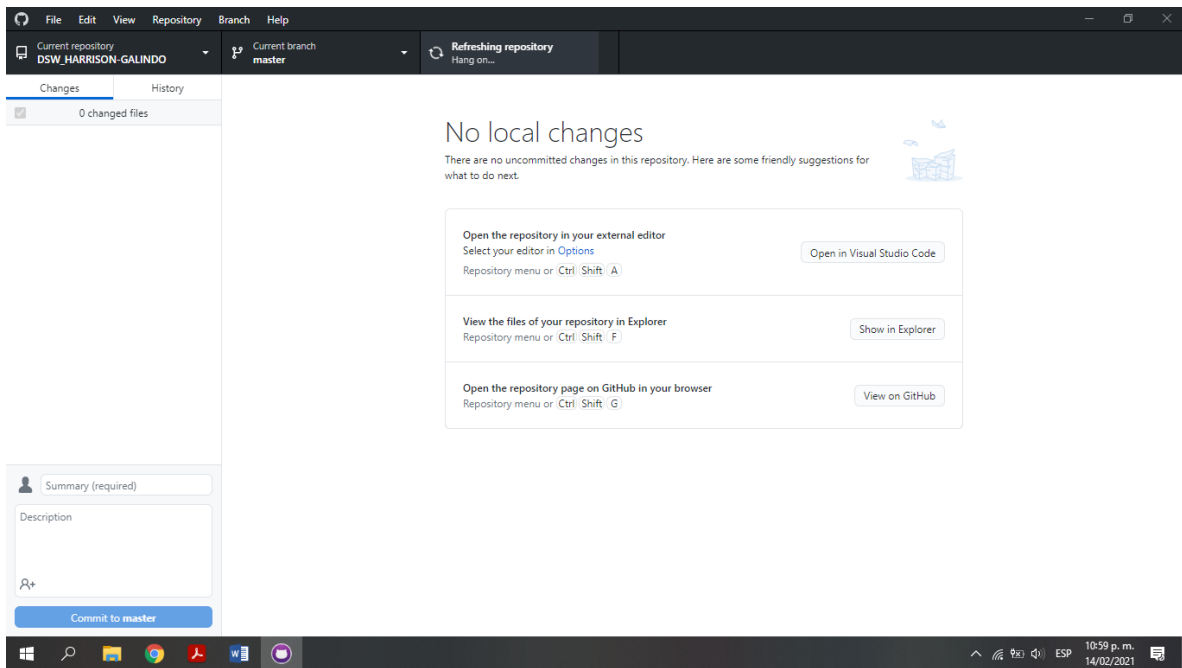 File Edit View Repository Branch Help
Current repository
DSW_HARRISON-GALINDO
Current branch
master
Refreshing repository
Hang on...
Changes History
0 changed files
No local changes
There are no uncommitted changes in this repository. Here are some friendly suggestions for
what to do next.
Open the repository in your external editor
Select your editor in Options
Repository menu or Ctrl Shift A
Open in Visual Studio Code
View the files of your repository in Explorer
Repository menu or Ctrl Shift F
Show in Explorer
Open the repository page on GitHub in your browser
Repository menu or Ctrl Shift G
View on GitHub
Summary (required)
Description
Commit to master
ESP
10:59 p. m.
14/02/2021